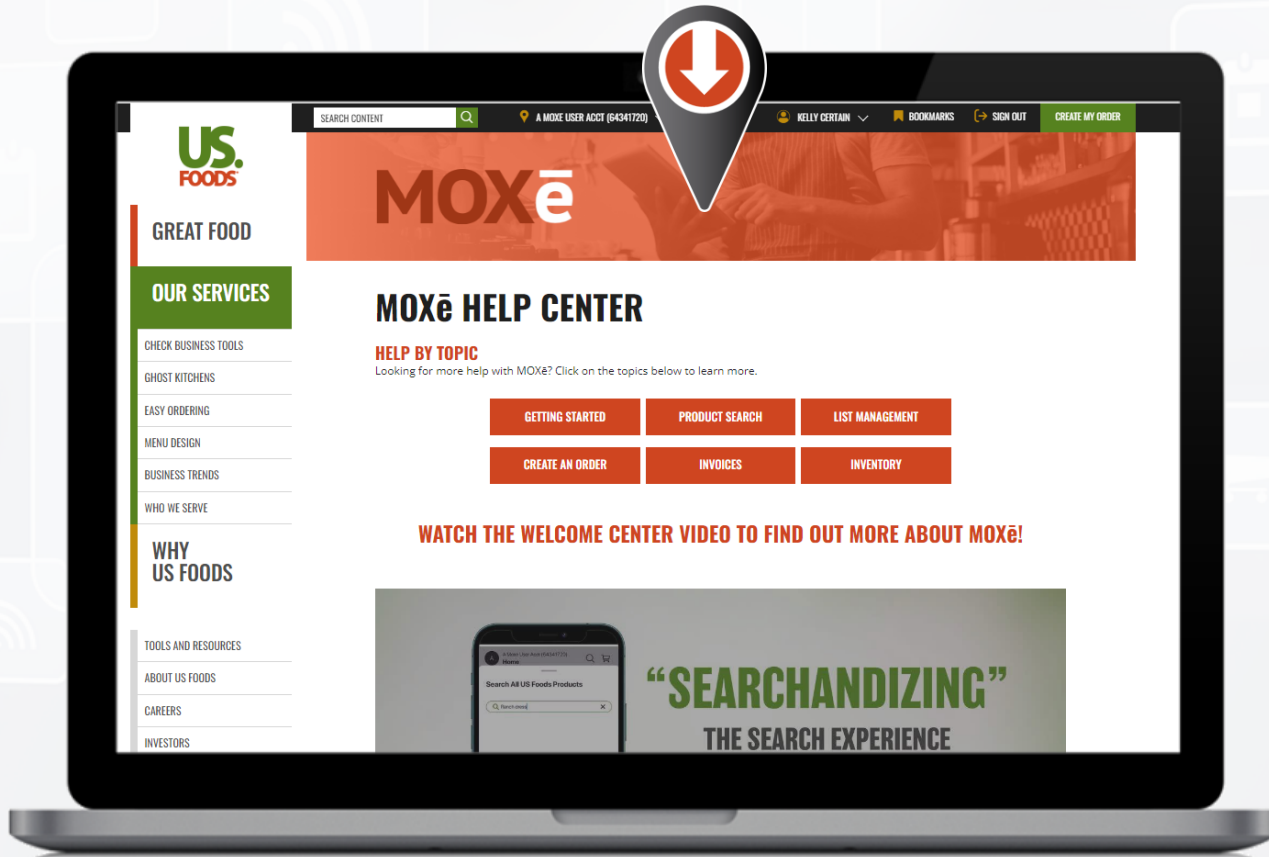 US.
FOODS
SEARCH CONTENT
A MOXE USER ACCT (64341720)
KELLY CERTAIN
BOOKMARKS
SIGN OUT
CREATE MY ORDER
MOXē
GREAT FOOD
OUR SERVICES
CHECK BUSINESS TOOLS
GHOST KITCHENS
EASY ORDERING
MENU DESIGN
BUSINESS TRENDS
WHO WE SERVE
WHY
US FOODS
TOOLS AND RESOURCES
ABOUT US FOODS
CAREERS
INVESTORS
MOXē HELP CENTER
HELP BY TOPIC
Looking for more help with MOXē? Click on the topics below to learn more.
GETTING STARTED
PRODUCT SEARCH
LIST MANAGEMENT
CREATE AN ORDER
INVOICES
INVENTORY
WATCH THE WELCOME CENTER VIDEO TO FIND OUT MORE ABOUT MOXē!
Home
Search All US Foods Products
"SEARCHANDIZING"
THE SEARCH EXPERIENCE